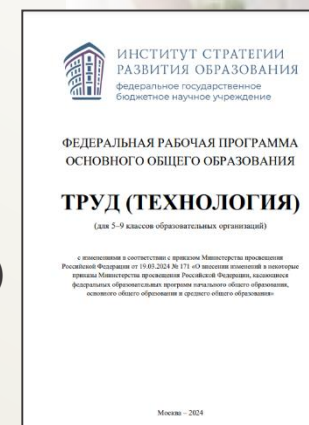 ИНСТИТУТ СТРАТЕГИИ
РАЗВИТИЯ ОБРАЗОВАНИЯ
федеральное государственное
бюджетное научное учреждение
ФЕДЕРАЛЬНАЯ РАБОЧАЯ ПРОГРАММА
ОСНОВНОГО ОБЩЕГО ОБРАЗОВАНИЯ
ТРУД (ТЕХНОЛОГИЯ)
(для 5–9 классов образовательных организаций)
с изменениями в соответствии с приказом Министерства просвещения
Российской Федерации от 19.03.2024 № 171 «О внесении изменений в некоторые
приказы Министерства просвещения Российской Федерации, касающиеся
федеральных образовательных программ начального общего образования,
основного общего образования и среднего общего образования»
Москва – 2024